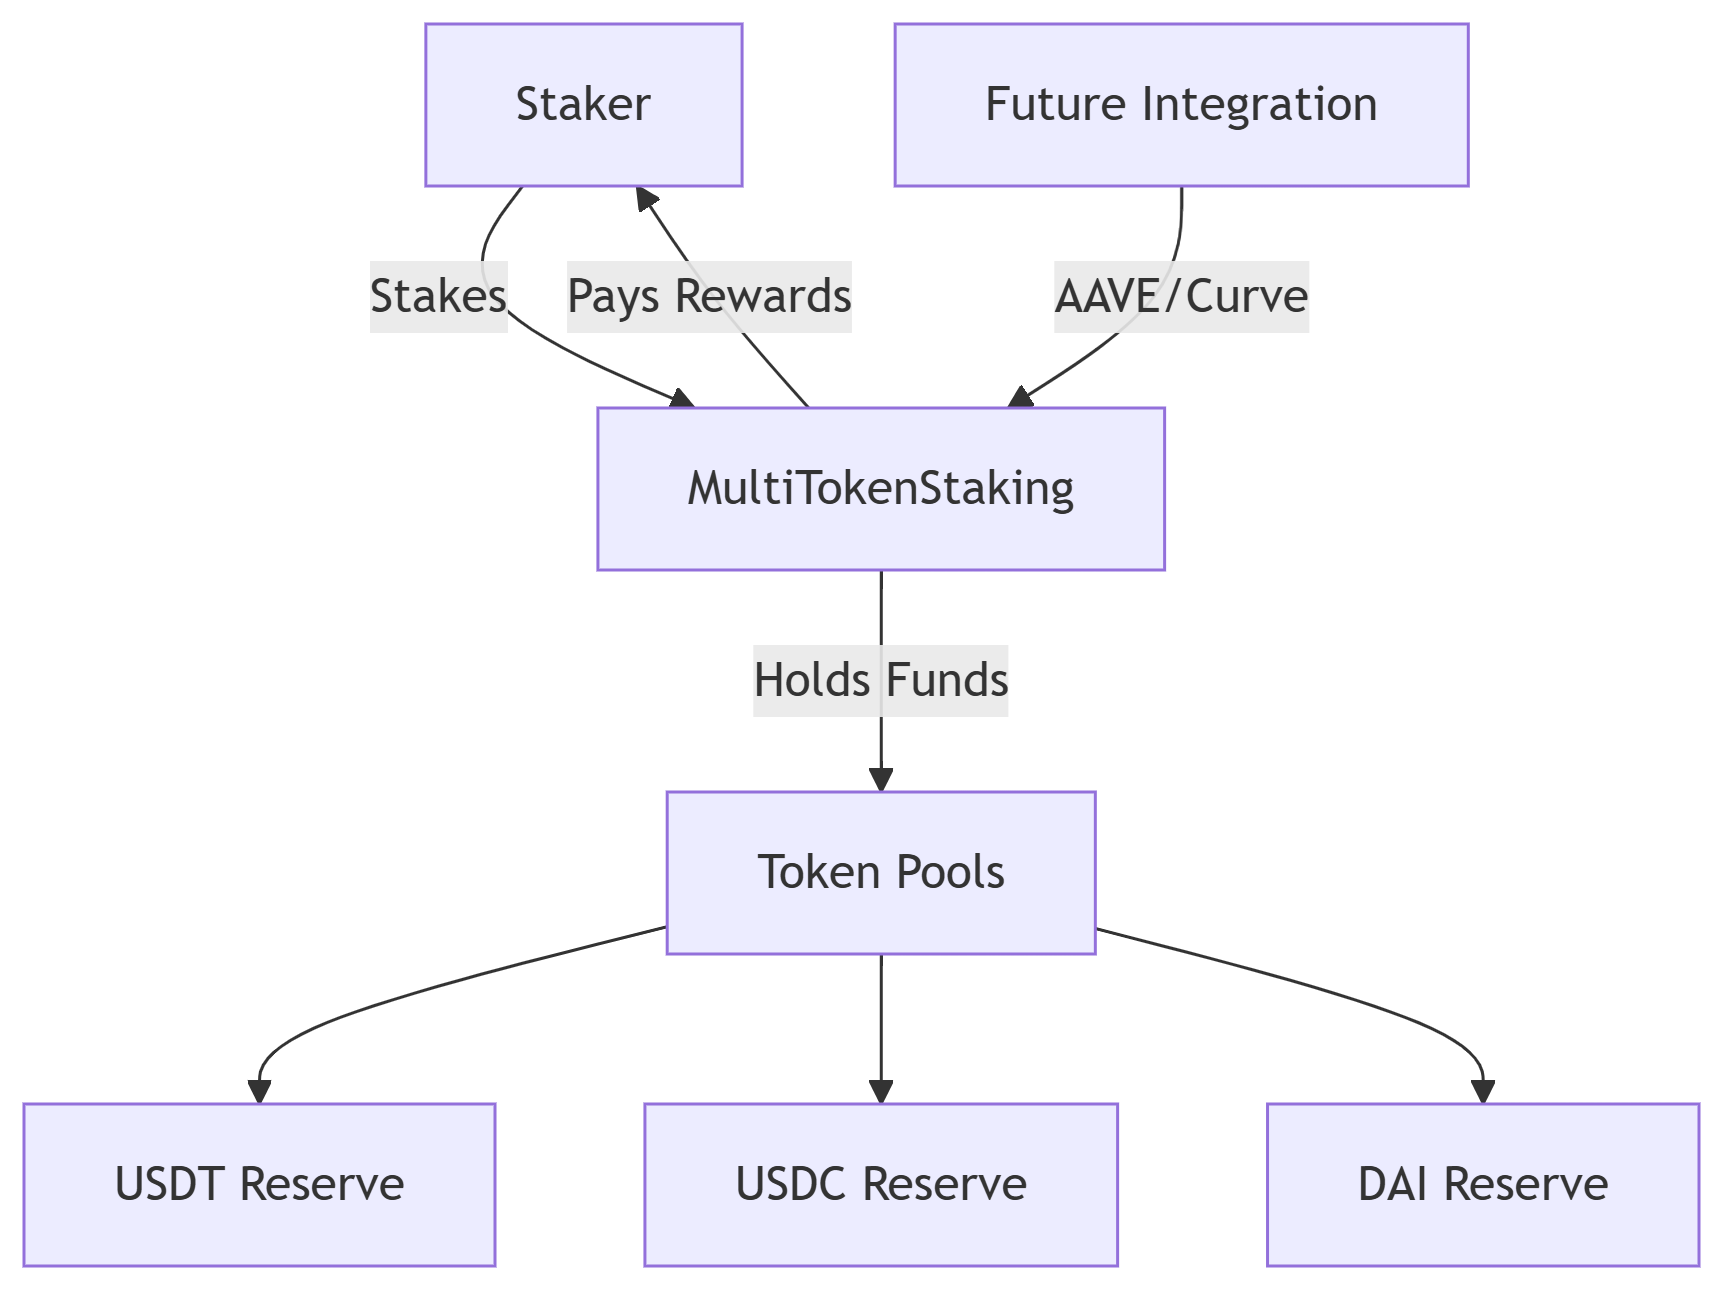 Staker
Future Integration
Stakes
Pays Rewards
AAVE/Curve
MultiTokenStaking
Holds Funds
Token Pools
USDT Reserve
USDC Reserve
DAI Reserve